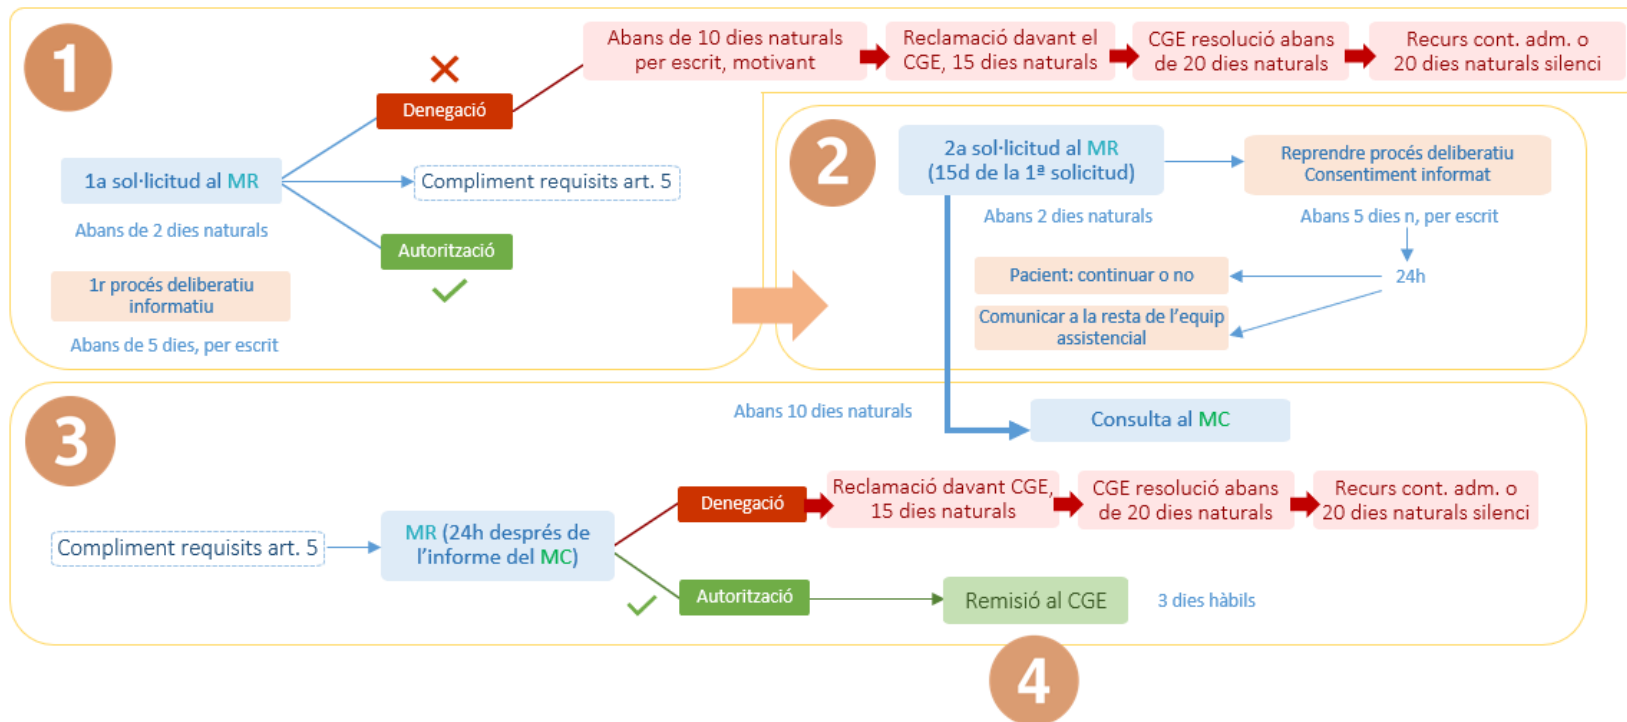 1
Abans de 10 dies naturals
per escrit, motivant
Reclamació davant el
CGE, 15 dies naturals
CGE resolució abans
de 20 dies naturals
Recurs cont. adm. o
20 dies naturals silenci
Denegació
1a sol·licitud al MR
Compliment requisits art. 5
Abans de 2 dies naturals
Autorització
1r procés deliberatiu
informatiu
Abans de 5 dies, per escrit
2
2a sol·licitud al MR
(15d de la 1ª solicitud)
Reprendre procés deliberatiu
Consentiment informat
Abans 2 dies naturals
Abans 5 dies n, per escrit
Pacient: continuar o no
24h
Comunicar a la resta de l'equip
assistencial
3
Abans 10 dies naturals
Consulta al MC
Denegació
Reclamació davant CGE,
15 dies naturals
CGE resolució abans
de 20 dies naturals
Recurs cont. adm. o
20 dies naturals silenci
Compliment requisits art. 5
MR (24h després de
l'informe del MC)
Autorització
Remisió al CGE
3 dies hàbils
4